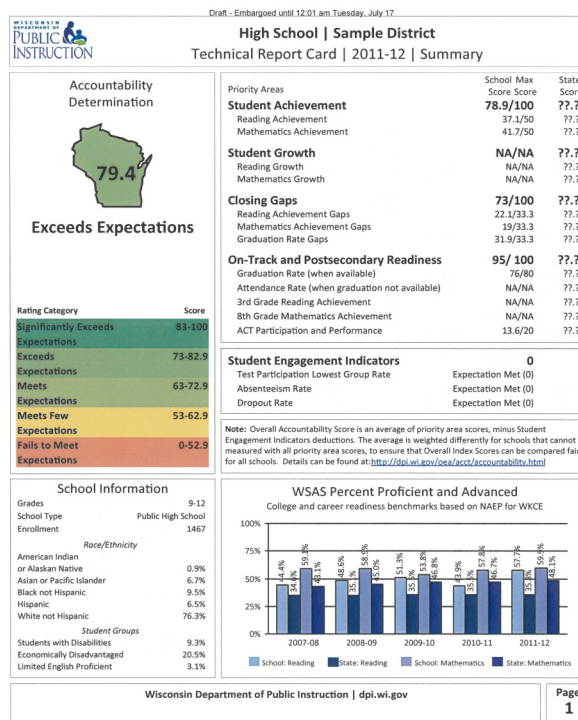 Draft - Embargoed until 12:01 am Tuesday, July 17
WISCONSIN
DEPARTMENT OF
PUBLIC
INSTRUCTION
High School | Sample District
Technical Report Card | 2011-12 | Summary
Accountability
Determination
79.4
Exceeds Expectations
Rating Category Score
Significantly Exceeds 83-100
Expectations
Exceeds 73-82.9
Expectations
Meets 63-72.9
Expectations
Meets Few 53-62.9
Expectations
Fails to Meet 0-52.9
Expectations
School Max State
Priority Areas Score Score Scor
Student Achievement 78.9/100 ??.?
Reading Achievement 37.1/50 ??.?
Mathematics Achievement 41.7/50 ??.?
Student Growth NA/NA ??.?
Reading Growth NA/NA ??.?
Mathematics Growth NA/NA ??.?
Closing Gaps 73/100 ??.?
Reading Achievement Gaps 22.1/33.3 ??.?
Mathematics Achievement Gaps 19/33.3 ??.?
Graduation Rate Gaps 31.9/33.3 ??.?
On-Track and Postsecondary Readiness 95/ 100 ??.?
Graduation Rate (when available) 76/80 ??.?
Attendance Rate (when graduation not available) NA/NA ??.?
3rd Grade Reading Achievement NA/NA ??.?
8th Grade Mathematics Achievement NA/NA ??.?
ACT Participation and Performance 13.6/20 ??.?
Student Engagement Indicators 0
Test Participation Lowest Group Rate Expectation Met (0)
Absenteeism Rate Expectation Met (0)
Dropout Rate Expectation Met (0)
Note: Overall Accountability Score is an average of priority area scores, minus Student
Engagement Indicators deductions. The average is weighted differently for schools that cannot
measured with all priority area scores, to ensure that Overall Index Scores can be compared fair
for all schools. Details can be found at:http://dpi.wi.gov/oea/acct/accountability.html
School Information
Grades 9-12
School Type Public High School
Enrollment 1467
Race/Ethnicity
American Indian
or Alaskan Native 0.9%
Asian or Pacific Islander 6.7%
Black not Hispanic 9.5%
Hispanic 6.5%
White not Hispanic 76.3%
Student Groups
Students with Disabilities 9.3%
Economically Disadvantaged 20.5%
Limited English Proficient 3.1%
WSAS Percent Proficient and Advanced
College and career readiness benchmarks based on NAEP for WKCE
100%
75%
50%
25%
0%
44.4% 59.1% 43.1%
48.6% 58.9% 45.0%
51.3% 53.8% 46.8%
43.9% 57.8% 46.7%
57.7% 59.9% 48.1%
2007-08 2008-09 2009-10 2010-11 2011-12
School: Reading State: Reading School: Mathematics State: Mathematics
Wisconsin Department of Public Instruction | dpi.wi.gov
Page
1